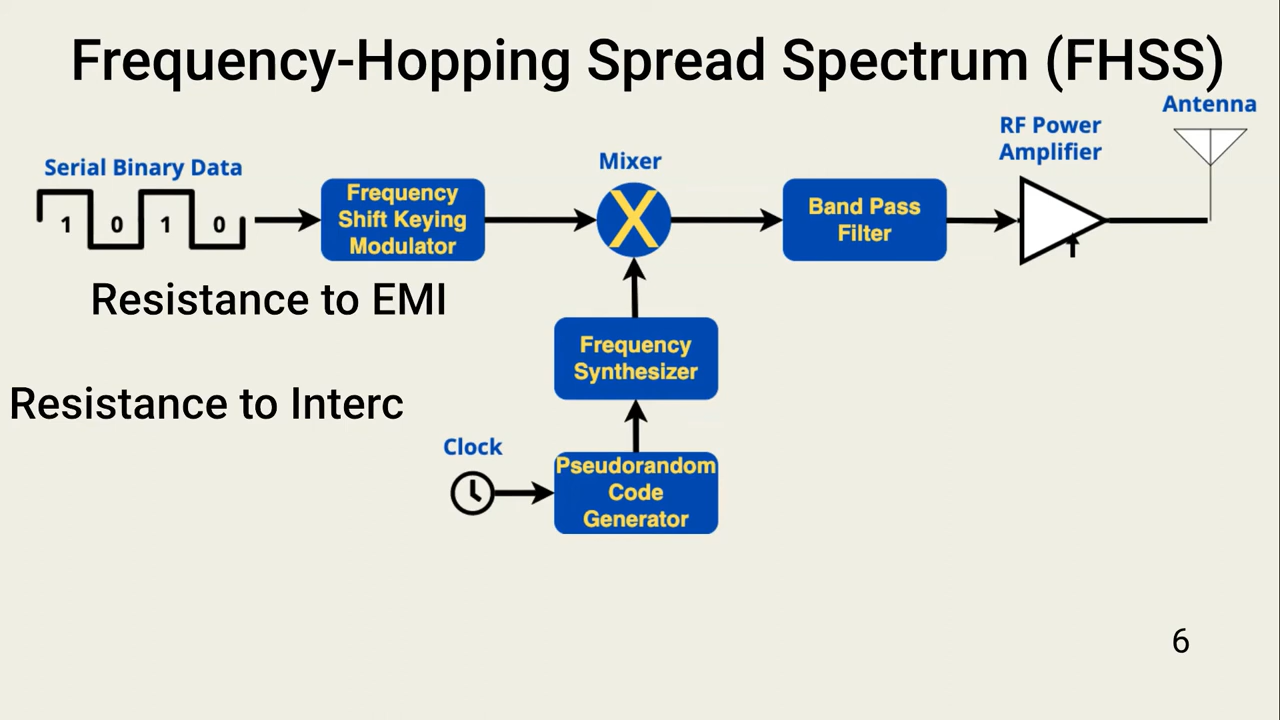 Frequency-Hopping Spread Spectrum (FHSS)
Antenna
RF Power
Amplifier
Serial Binary Data
Mixer
1 0 1 0
Frequency
Shift Keying
Modulator
X
Band Pass
Filter
Resistance to EMI
Frequency
Synthesizer
Resistance to Interc
Clock
Pseudorandom
Code
Generator
6